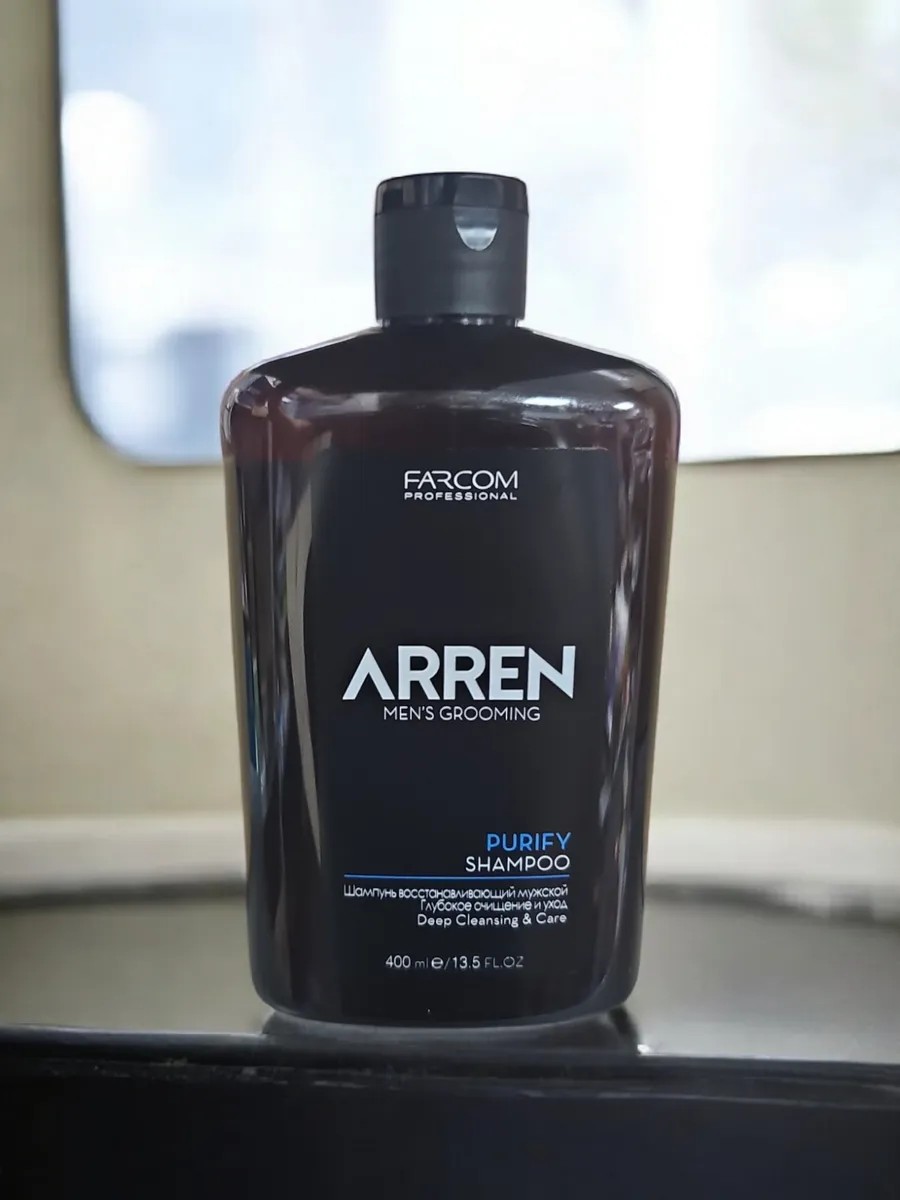 FARCOM
PROFESSIONAL
ARREN
MEN'S GROOMING
PURIFY
SHAMPOO
Шампунь восстанавливающий мужской
Глубокое очищение и уход
Deep Cleansing & Care
400 ml ℮/13.5 FL.OZ